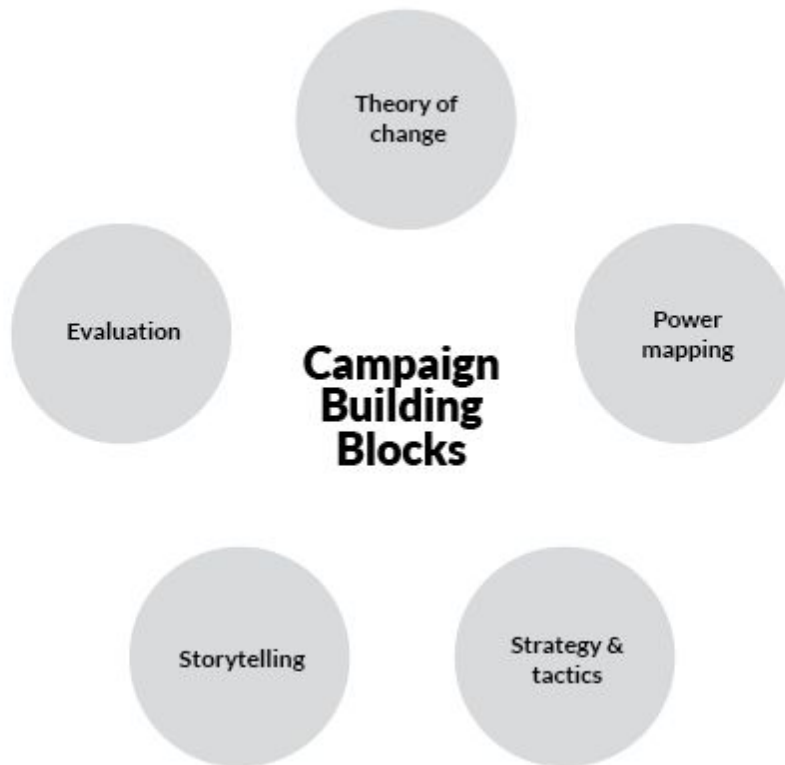 Theory of
change
Evaluation
Power
mapping
Campaign
Building
Blocks
Storytelling
Strategy &
tactics